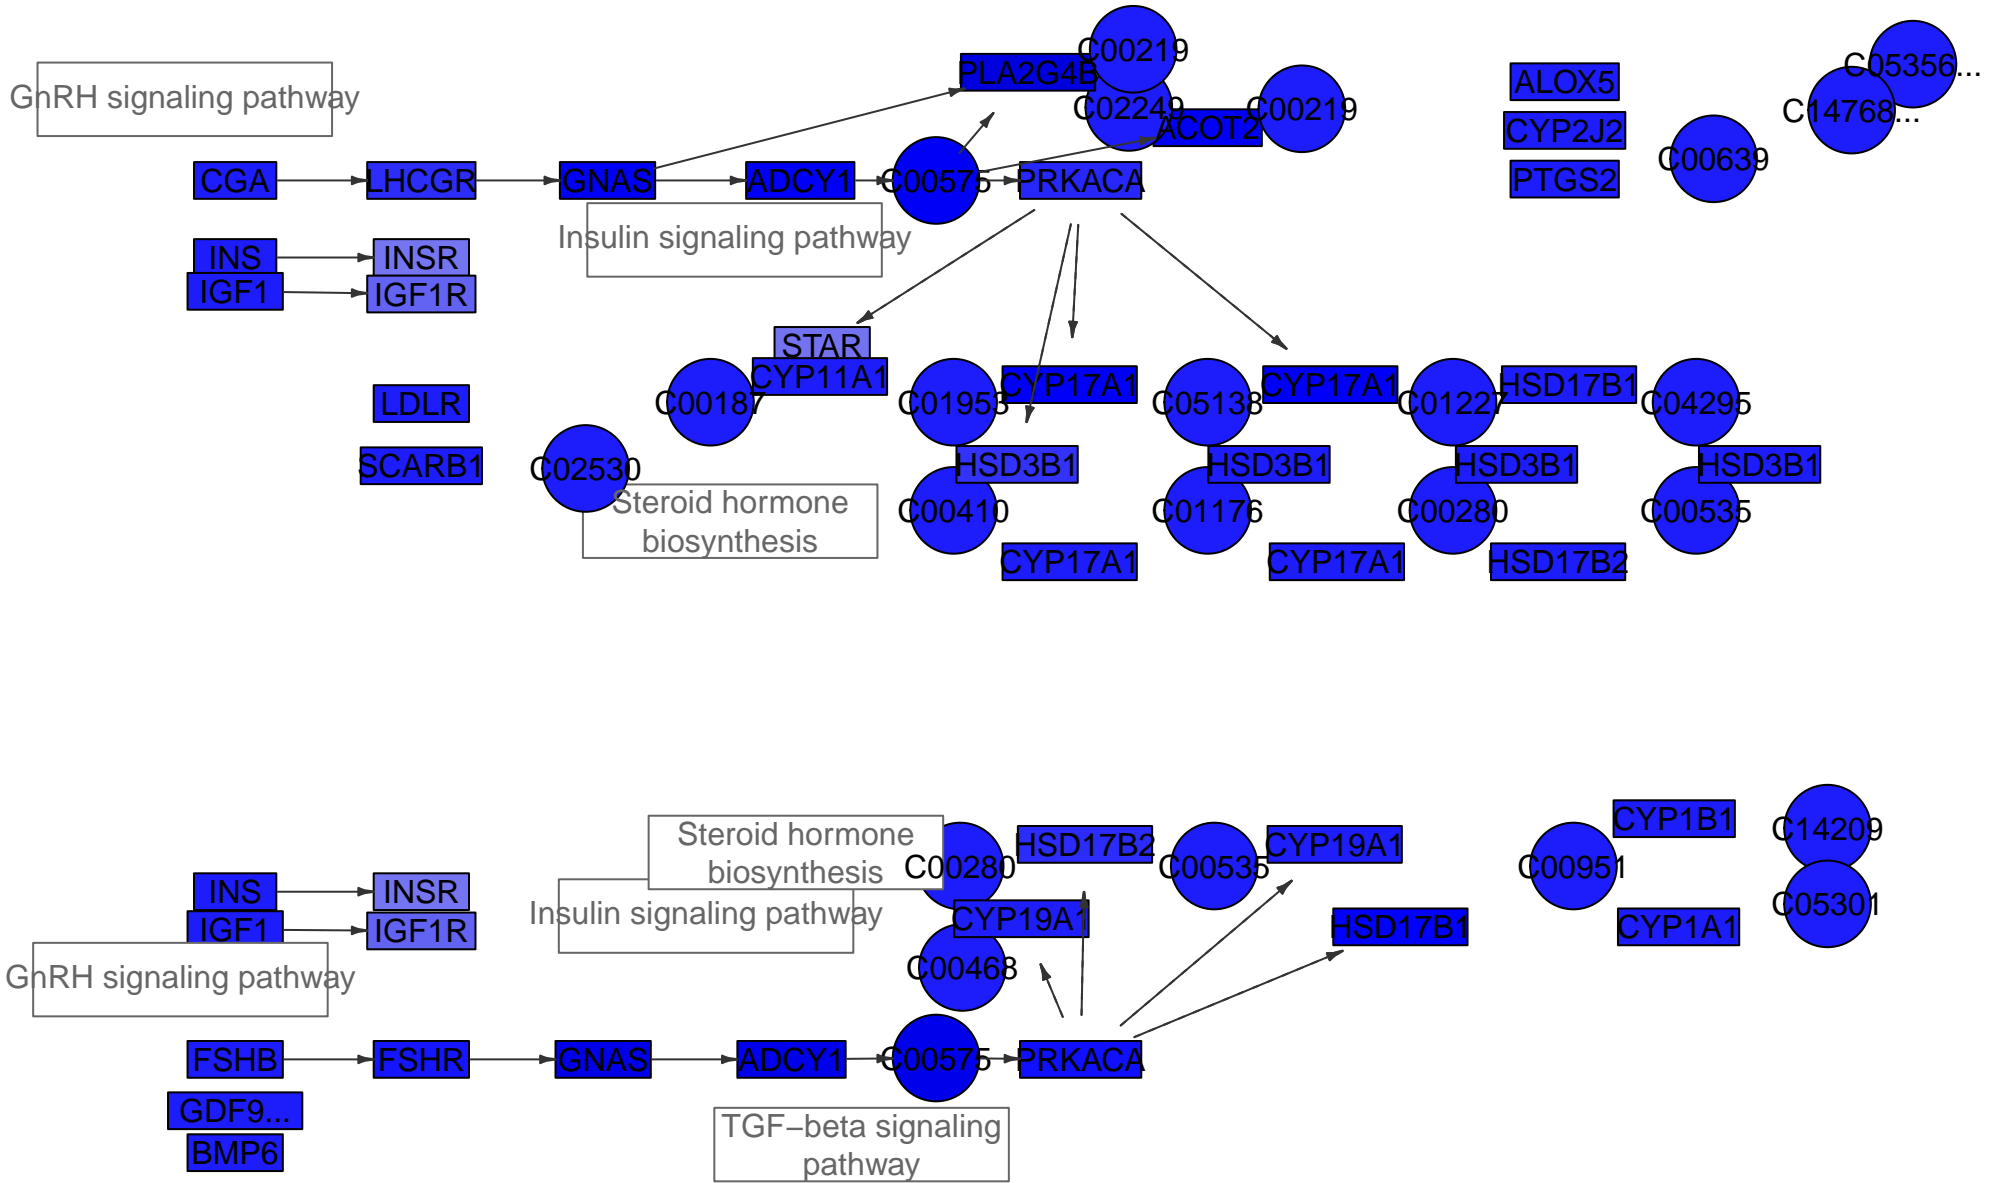 C00219
C05356...
PLA2G4B
ALOX5
GnRH signaling pathway
C02249
C00219
C14768...
ACOT2
CYP2J2
C00639
CGA
LHCGR
GNAS
ADCY1
C00575
PRKACA
PTGS2
Insulin signaling pathway
INS
INSR
IGF1
IGF1R
STAR
CYP11A1
CYP17A1
CYP17A1
HSD17B1
LDLR
C00187
C01953
C05138
C01227
C04295
SCARB1
C02530
HSD3B1
HSD3B1
HSD3B1
HSD3B1
Steroid hormone
biosynthesis
C00410
C01176
C00280
C00535
CYP17A1
CYP17A1
HSD17B2
Steroid hormone
biosynthesis
C00280
HSD17B2
C00535
CYP19A1
C00951
CYP1B1
C14209
INS
INSR
Insulin signaling pathway
CYP19A1
HSD17B1
CYP1A1
C05301
IGF1
IGF1R
GnRH signaling pathway
C00468
FSHB
FSHR
GNAS
ADCY1
C00575
PRKACA
GDF9...
BMP6
TGF−beta signaling
pathway